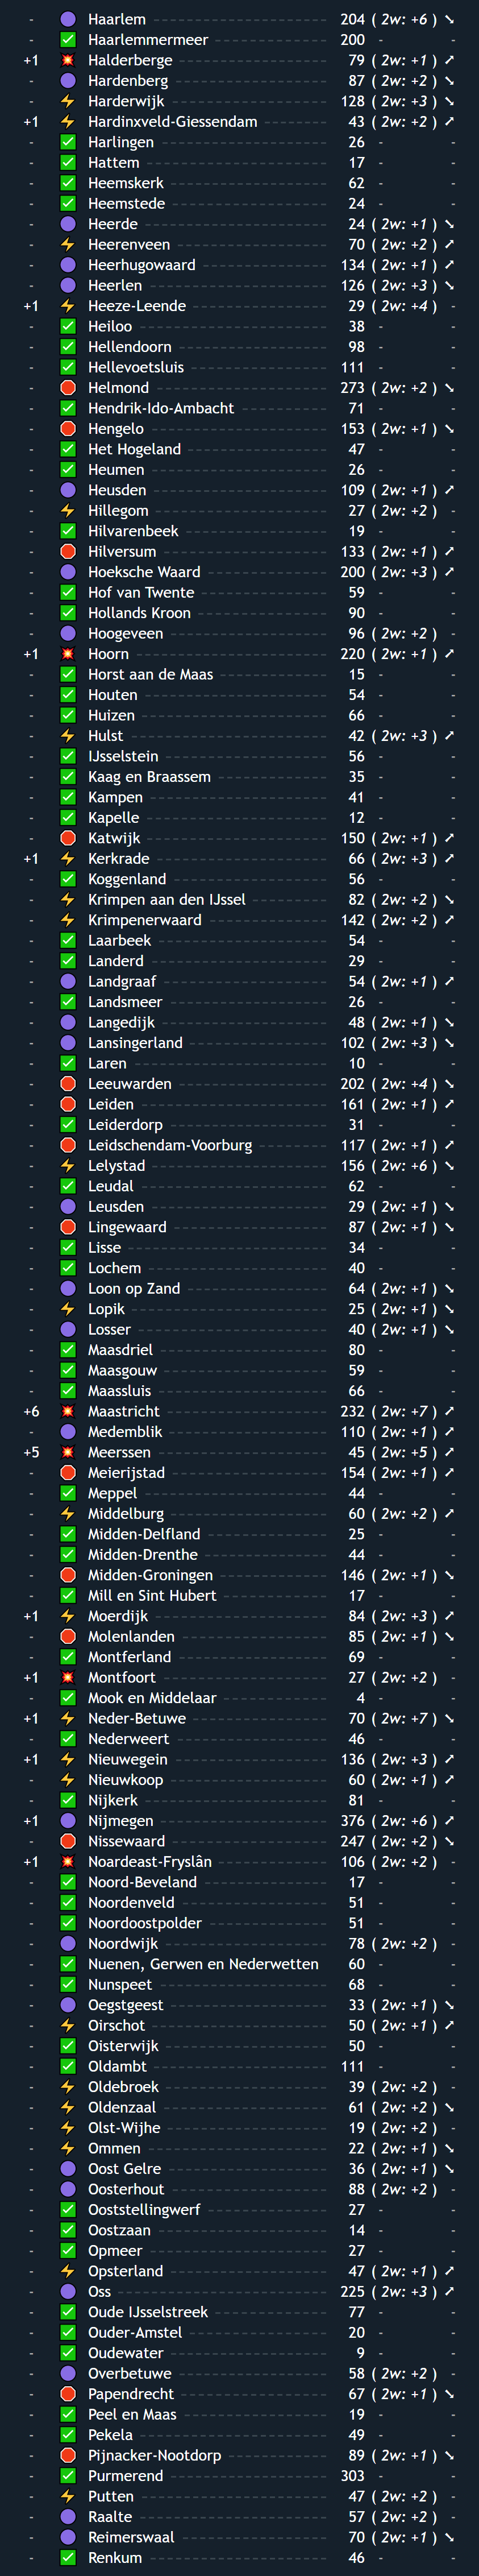 - Haarlem 204 ( 2w: +6 ) ↘
- ✅ Haarlemmermeer 200 - -
+1 💥 Halderberge 79 ( 2w: +1 ) ↗
- Hardenberg 87 ( 2w: +2 ) ↘
- ⚡ Harderwijk 128 ( 2w: +3 ) ↘
+1 ⚡ Hardinxveld-Giessendam 43 ( 2w: +2 ) ↗
- ✅ Harlingen 26 - -
- ✅ Hattem 17 - -
- ✅ Heemskerk 62 - -
- ✅ Heemstede 24 - -
- Heerde 24 ( 2w: +1 ) ↘
- ⚡ Heerenveen 70 ( 2w: +2 ) ↗
- Heerhugowaard 134 ( 2w: +1 ) ↗
- Heerlen 126 ( 2w: +3 ) ↘
+1 ⚡ Heeze-Leende 29 ( 2w: +4 ) -
- ✅ Heiloo 38 - -
- ✅ Hellendoorn 98 - -
- ✅ Hellevoetsluis 111 - -
- Helmond 273 ( 2w: +2 ) ↘
- ✅ Hendrik-Ido-Ambacht 71 - -
- Hengelo 153 ( 2w: +1 ) ↘
- ✅ Het Hogeland 47 - -
- ✅ Heumen 26 - -
- Heusden 109 ( 2w: +1 ) ↗
- ⚡ Hillegom 27 ( 2w: +2 ) -
- ✅ Hilvarenbeek 19 - -
- Hilversum 133 ( 2w: +1 ) ↗
- Hoeksche Waard 200 ( 2w: +3 ) ↗
- ✅ Hof van Twente 59 - -
- ✅ Hollands Kroon 90 - -
- Hoogeveen 96 ( 2w: +2 ) -
+1 💥 Hoorn 220 ( 2w: +1 ) ↗
- ✅ Horst aan de Maas 15 - -
- ✅ Houten 54 - -
- ✅ Huizen 66 - -
- ⚡ Hulst 42 ( 2w: +3 ) ↗
- ✅ IJsselstein 56 - -
- ✅ Kaag en Braassem 35 - -
- ✅ Kampen 41 - -
- ✅ Kapelle 12 - -
- Katwijk 150 ( 2w: +1 ) ↗
+1 ⚡ Kerkrade 66 ( 2w: +3 ) ↗
- ✅ Koggenland 56 - -
- ⚡ Krimpen aan den IJssel 82 ( 2w: +2 ) ↘
- ⚡ Krimpenerwaard 142 ( 2w: +2 ) ↗
- ✅ Laarbeek 54 - -
- ✅ Landerd 29 - -
- Landgraaf 54 ( 2w: +1 ) ↗
- ✅ Landsmeer 26 - -
- Langedijk 48 ( 2w: +1 ) ↘
- Lansingerland 102 ( 2w: +3 ) ↘
- ✅ Laren 10 - -
- Leeuwarden 202 ( 2w: +4 ) ↘
- Leiden 161 ( 2w: +1 ) ↗
- ✅ Leiderdorp 31 - -
- Leidschendam-Voorburg 117 ( 2w: +1 ) ↗
- ⚡ Lelystad 156 ( 2w: +6 ) ↘
- ✅ Leudal 62 - -
- Leusden 29 ( 2w: +1 ) ↘
- Lingewaard 87 ( 2w: +1 ) ↘
- ✅ Lisse 34 - -
- ✅ Lochem 40 - -
- Loon op Zand 64 ( 2w: +1 ) ↘
- ⚡ Lopik 25 ( 2w: +1 ) ↘
- Losser 40 ( 2w: +1 ) ↘
- ✅ Maasdriel 80 - -
- ✅ Maasgouw 59 - -
- ✅ Maassluis 66 - -
+6 💥 Maastricht 232 ( 2w: +7 ) ↗
- Medemblik 110 ( 2w: +1 ) ↗
+5 💥 Meerssen 45 ( 2w: +5 ) ↗
- Meierijstad 154 ( 2w: +1 ) ↗
- ✅ Meppel 44 - -
- ⚡ Middelburg 60 ( 2w: +2 ) ↗
- ✅ Midden-Delfland 25 - -
- ✅ Midden-Drenthe 44 - -
- Midden-Groningen 146 ( 2w: +1 ) ↘
- ✅ Mill en Sint Hubert 17 - -
+1 ⚡ Moerdijk 84 ( 2w: +3 ) ↗
- Molenlanden 85 ( 2w: +1 ) ↘
- ✅ Montferland 69 - -
+1 💥 Montfoort 27 ( 2w: +2 ) -
- ✅ Mook en Middelaar 4 - -
+1 ⚡ Neder-Betuwe 70 ( 2w: +7 ) ↘
- ✅ Nederweert 46 - -
+1 ⚡ Nieuwegein 136 ( 2w: +3 ) ↗
- ⚡ Nieuwkoop 60 ( 2w: +1 ) ↗
- ✅ Nijkerk 81 - -
+1 Nijmegen 376 ( 2w: +6 ) ↗
- Nissewaard 247 ( 2w: +2 ) ↘
+1 💥 Noardeast-Fryslân 106 ( 2w: +2 ) -
- ✅ Noord-Beveland 17 - -
- ✅ Noordenveld 51 - -
- ✅ Noordoostpolder 51 - -
- Noordwijk 78 ( 2w: +2 ) -
- ✅ Nuenen, Gerwen en Nederwetten 60 - -
- ✅ Nunspeet 68 - -
- Oegstgeest 33 ( 2w: +1 ) ↘
- ⚡ Oirschot 50 ( 2w: +1 ) ↗
- ✅ Oisterwijk 50 - -
- ✅ Oldambt 111 - -
- ⚡ Oldebroek 39 ( 2w: +2 ) -
- ⚡ Oldenzaal 61 ( 2w: +2 ) ↘
- ⚡ Olst-Wijhe 19 ( 2w: +2 ) -
- ⚡ Ommen 22 ( 2w: +1 ) ↘
- Oost Gelre 36 ( 2w: +1 ) ↘
- Oosterhout 88 ( 2w: +2 ) -
- ✅ Ooststellingwerf 27 - -
- ✅ Oostzaan 14 - -
- ✅ Opmeer 27 - -
- ⚡ Opsterland 47 ( 2w: +1 ) ↗
- Oss 225 ( 2w: +3 ) ↗
- ✅ Oude IJsselstreek 77 - -
- ✅ Ouder-Amstel 20 - -
- ✅ Oudewater 9 - -
- Overbetuwe 58 ( 2w: +2 ) -
- Papendrecht 67 ( 2w: +1 ) ↘
- ✅ Peel en Maas 19 - -
- ✅ Pekela 49 - -
- Pijnacker-Nootdorp 89 ( 2w: +1 ) ↘
- ✅ Purmerend 303 - -
- ⚡ Putten 47 ( 2w: +2 ) -
- Raalte 57 ( 2w: +2 ) -
- Reimerswaal 70 ( 2w: +1 ) ↘
- ✅ Renkum 46 - -